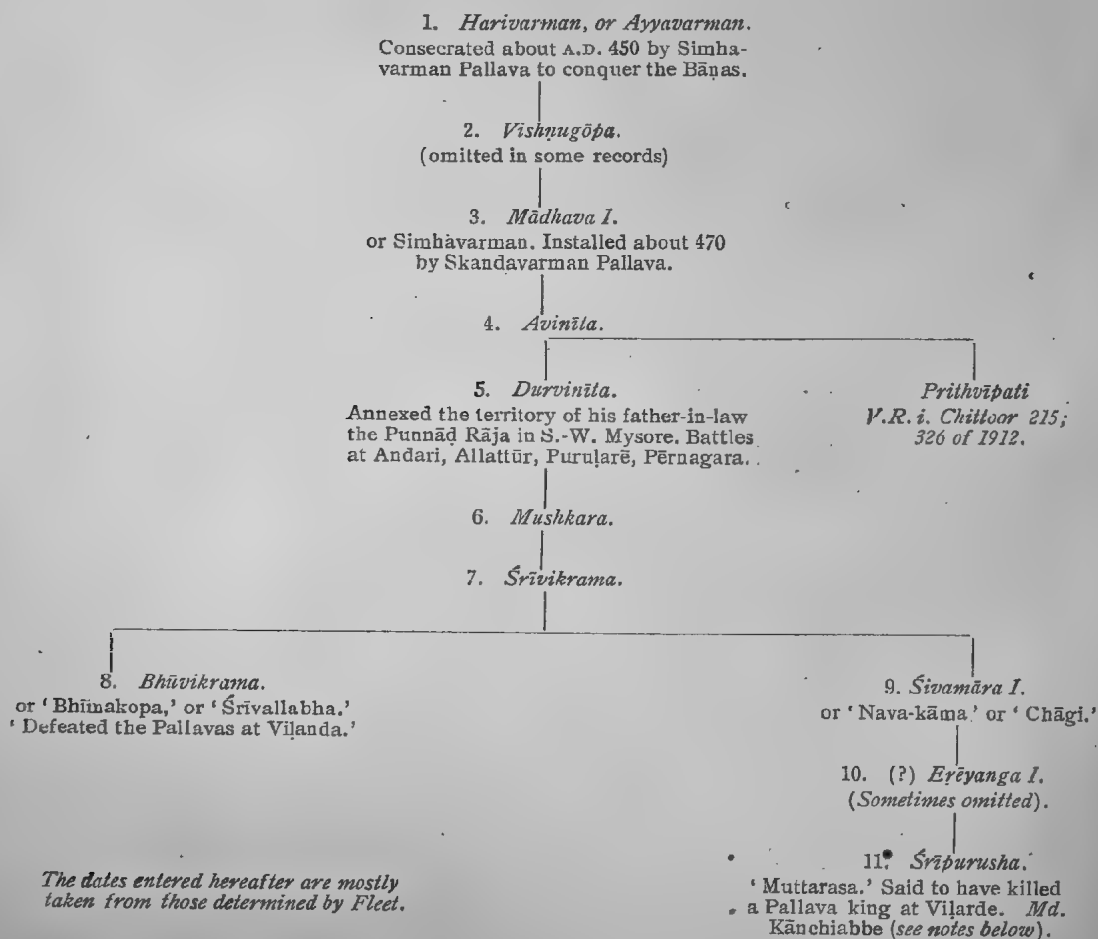 1. Harivarman, or Ayyavarman.
Consecrated about A.D. 450 by Simha-
varman Pallava to conquer the Bāṇas.
2. Vishṇugōpa.
(omitted in some records)
3. Mādhava I.
or Simhavarman. Installed about 470
by Skandavarman Pallava.
4. Avinīta.
5. Durvinīta.
Annexed the territory of his father-in-law
the Punnāḍ Rāja in S.-W. Mysore. Battles
at Andari, Allattūr, Puruḷarē, Pērnagara.
Prithvīpati
V.R. i. Chittoor 215;
326 of 1912.
6. Mushkara.
7. Śrīvikrama.
8. Bhūvikrama.
or ‘Bhīmakopa,’ or ‘Śrīvallabha.’
‘Defeated the Pallavas at Viḷanda.’
9. Śivamāra I.
or ‘Nava-kāma’ or ‘Chāgi.’
10. (?) Eṛēyanga I.
(Sometimes omitted).
11. Śrīpurusha.
‘Muttarasa.’ Said to have killed
a Pallava king at Viḷarde. Md.
Kānchiabbe (see notes below).
The dates entered hereafter are mostly
taken from those determined by Fleet.